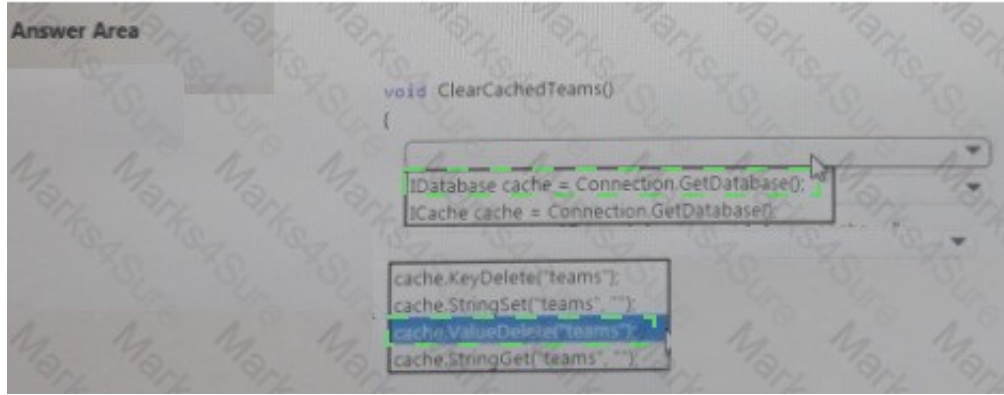 Answer Area
void ClearCachedTeams()
{
IDatabase cache = Connection.GetDatabase();
ICache cache = Connection.GetDatabase();
cache.KeyDelete("teams");
cache.StringSet("teams", "");
cache.ValueDelete("teams");
cache.StringGet("teams", "");
Marks4Sure